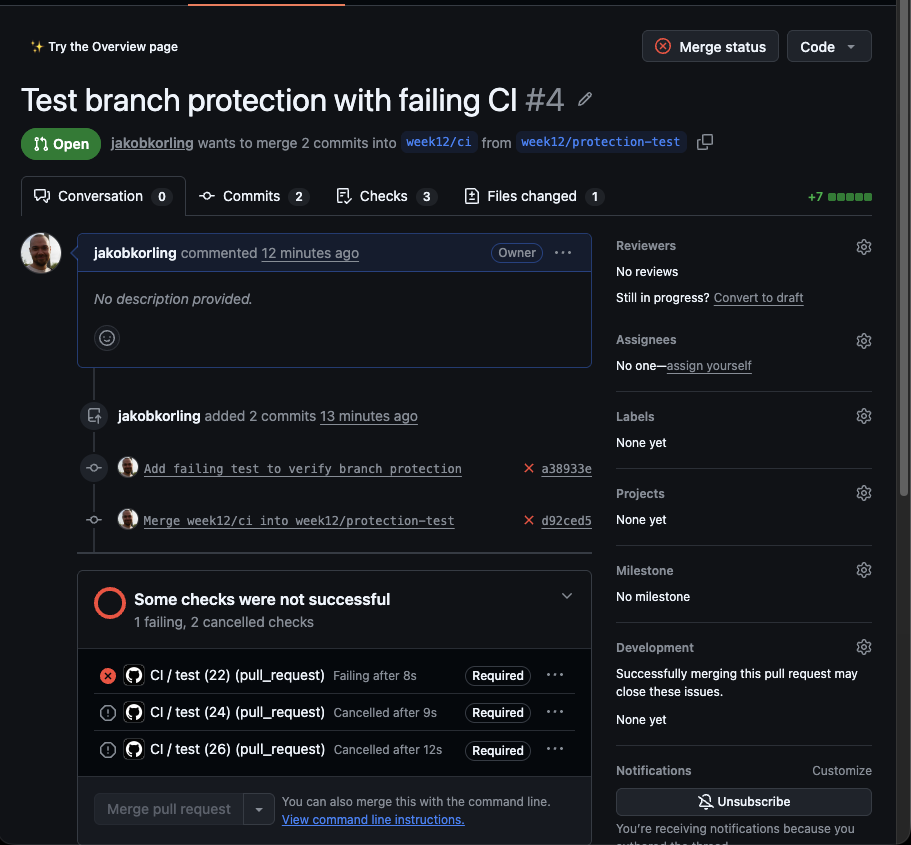 ✨ Try the Overview page
Merge status
Code
Test branch protection with failing CI #4
Open
jakobkorling wants to merge 2 commits into week12/ci from week12/protection-test
Conversation 0
Commits 2
Checks 3
Files changed 1
+7
jakobkorling commented 12 minutes ago
Owner
No description provided.
jakobkorling added 2 commits 13 minutes ago
Add failing test to verify branch protection
a38933e
Merge week12/ci into week12/protection-test
d92ced5
Some checks were not successful
1 failing, 2 cancelled checks
CI / test (22) (pull_request) Failing after 8s
Required
CI / test (24) (pull_request) Cancelled after 9s
Required
CI / test (26) (pull_request) Cancelled after 12s
Required
Merge pull request
You can also merge this with the command line.
View command line instructions.
Reviewers
No reviews
Still in progress? Convert to draft
Assignees
No one—assign yourself
Labels
None yet
Projects
None yet
Milestone
No milestone
Development
Successfully merging this pull request may
close these issues.
None yet
Notifications
Customize
Unsubscribe
You're receiving notifications because you
authored the thread.